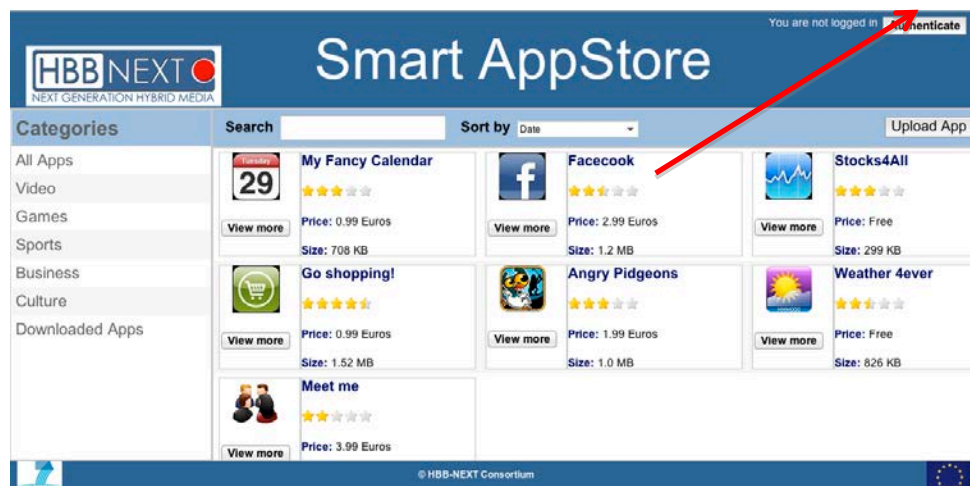 You are not logged in Authenticate
HBB NEXT
NEXT GENERATION HYBRID MEDIA
Smart AppStore
Categories
Search
Sort by Date
Upload App
All Apps
Video
Games
Sports
Business
Culture
Downloaded Apps
Tuesday
29
My Fancy Calendar
View more
Price: 0.99 Euros
Size: 708 KB
f
Facecook
View more
Price: 2.99 Euros
Size: 1.2 MB
Stocks4All
View more
Price: Free
Size: 299 KB
Go shopping!
View more
Price: 0.99 Euros
Size: 1.52 MB
Angry Pidgeons
View more
Price: 1.99 Euros
Size: 1.0 MB
Weather 4ever
View more
Price: Free
Size: 826 KB
Meet me
View more
Price: 3.99 Euros
© HBB-NEXT Consortium